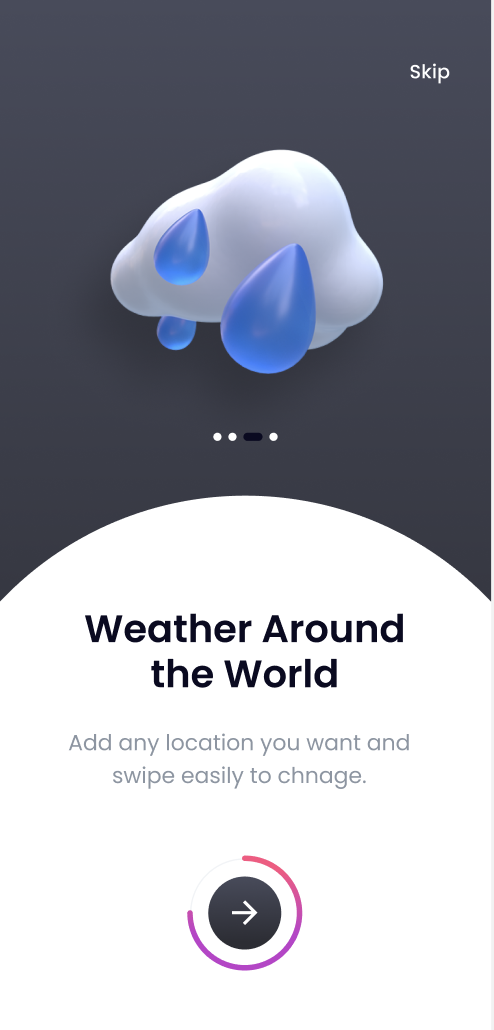 Skip
Weather Around
the World
Add any location you want and
swipe easily to chnage.